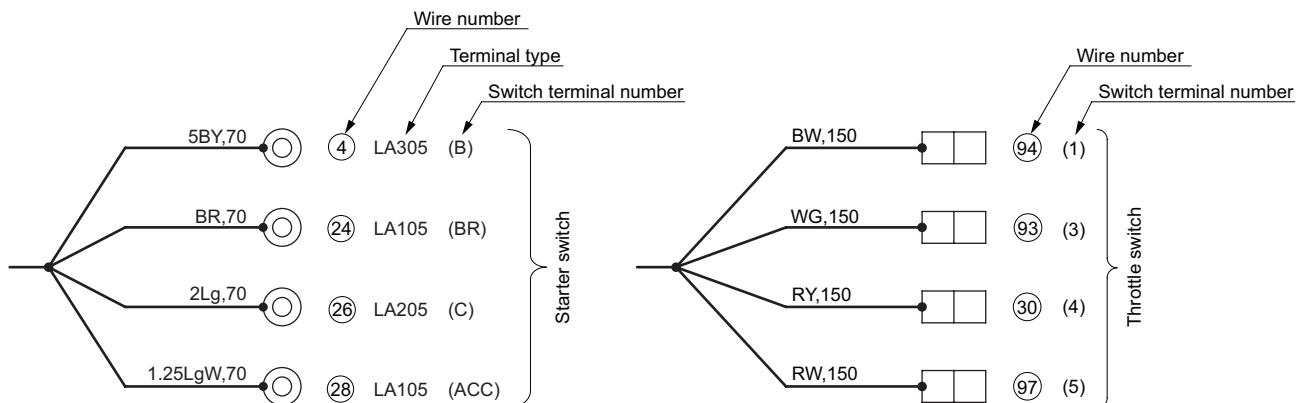 Wire number
Terminal type
Switch terminal number
5BY,70 4 LA305 (B)
BR,70 24 LA105 (BR)
2Lg,70 26 LA205 (C)
1.25LgW,70 28 LA105 (ACC)
Starter switch
Wire number
Switch terminal number
BW,150 94 (1)
WG,150 93 (3)
RY,150 30 (4)
RW,150 97 (5)
Throttle switch